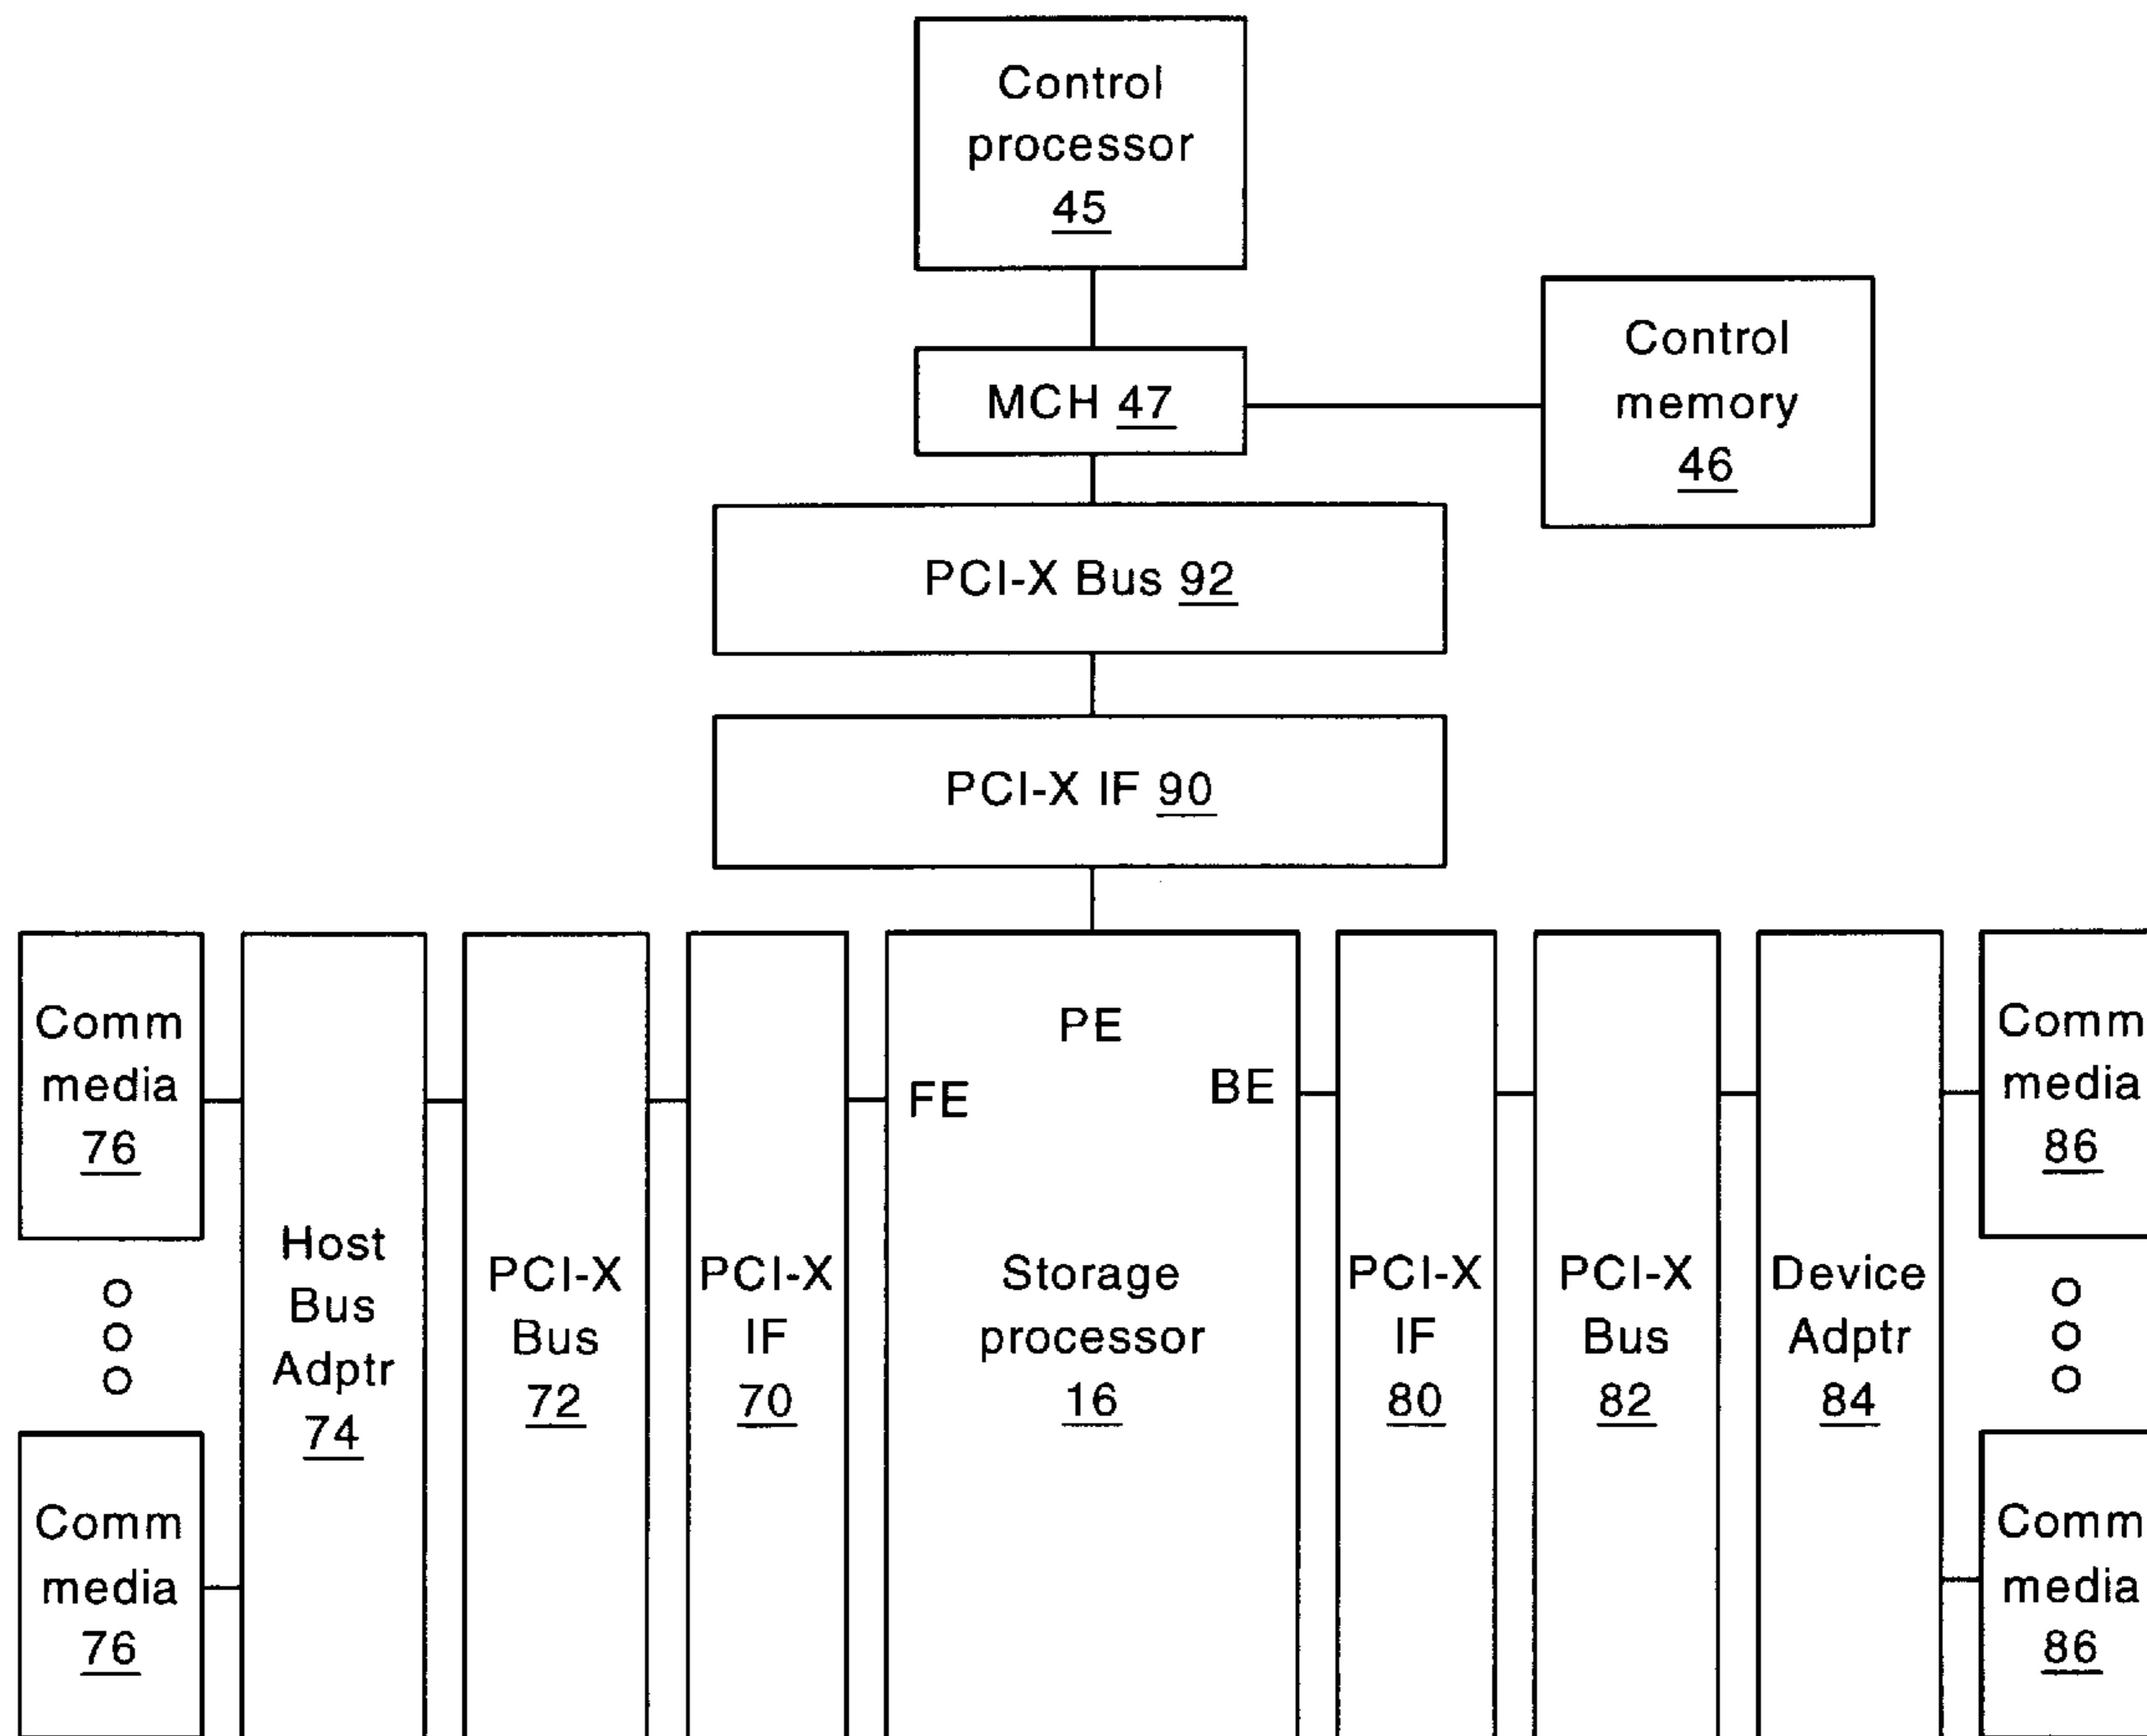 Control
processor
45
Control
memory
46
MCH 47
PCI-X Bus 92
PCI-X IF 90
Comm
media
76
Comm
media
76
Host
Bus
Adptr
74
PCI-X
Bus
72
PCI-X
IF
70
PE
FE
BE
Storage
processor
16
PCI-X
IF
80
PCI-X
Bus
82
Device
Adptr
84
Comm
media
86
Comm
media
86